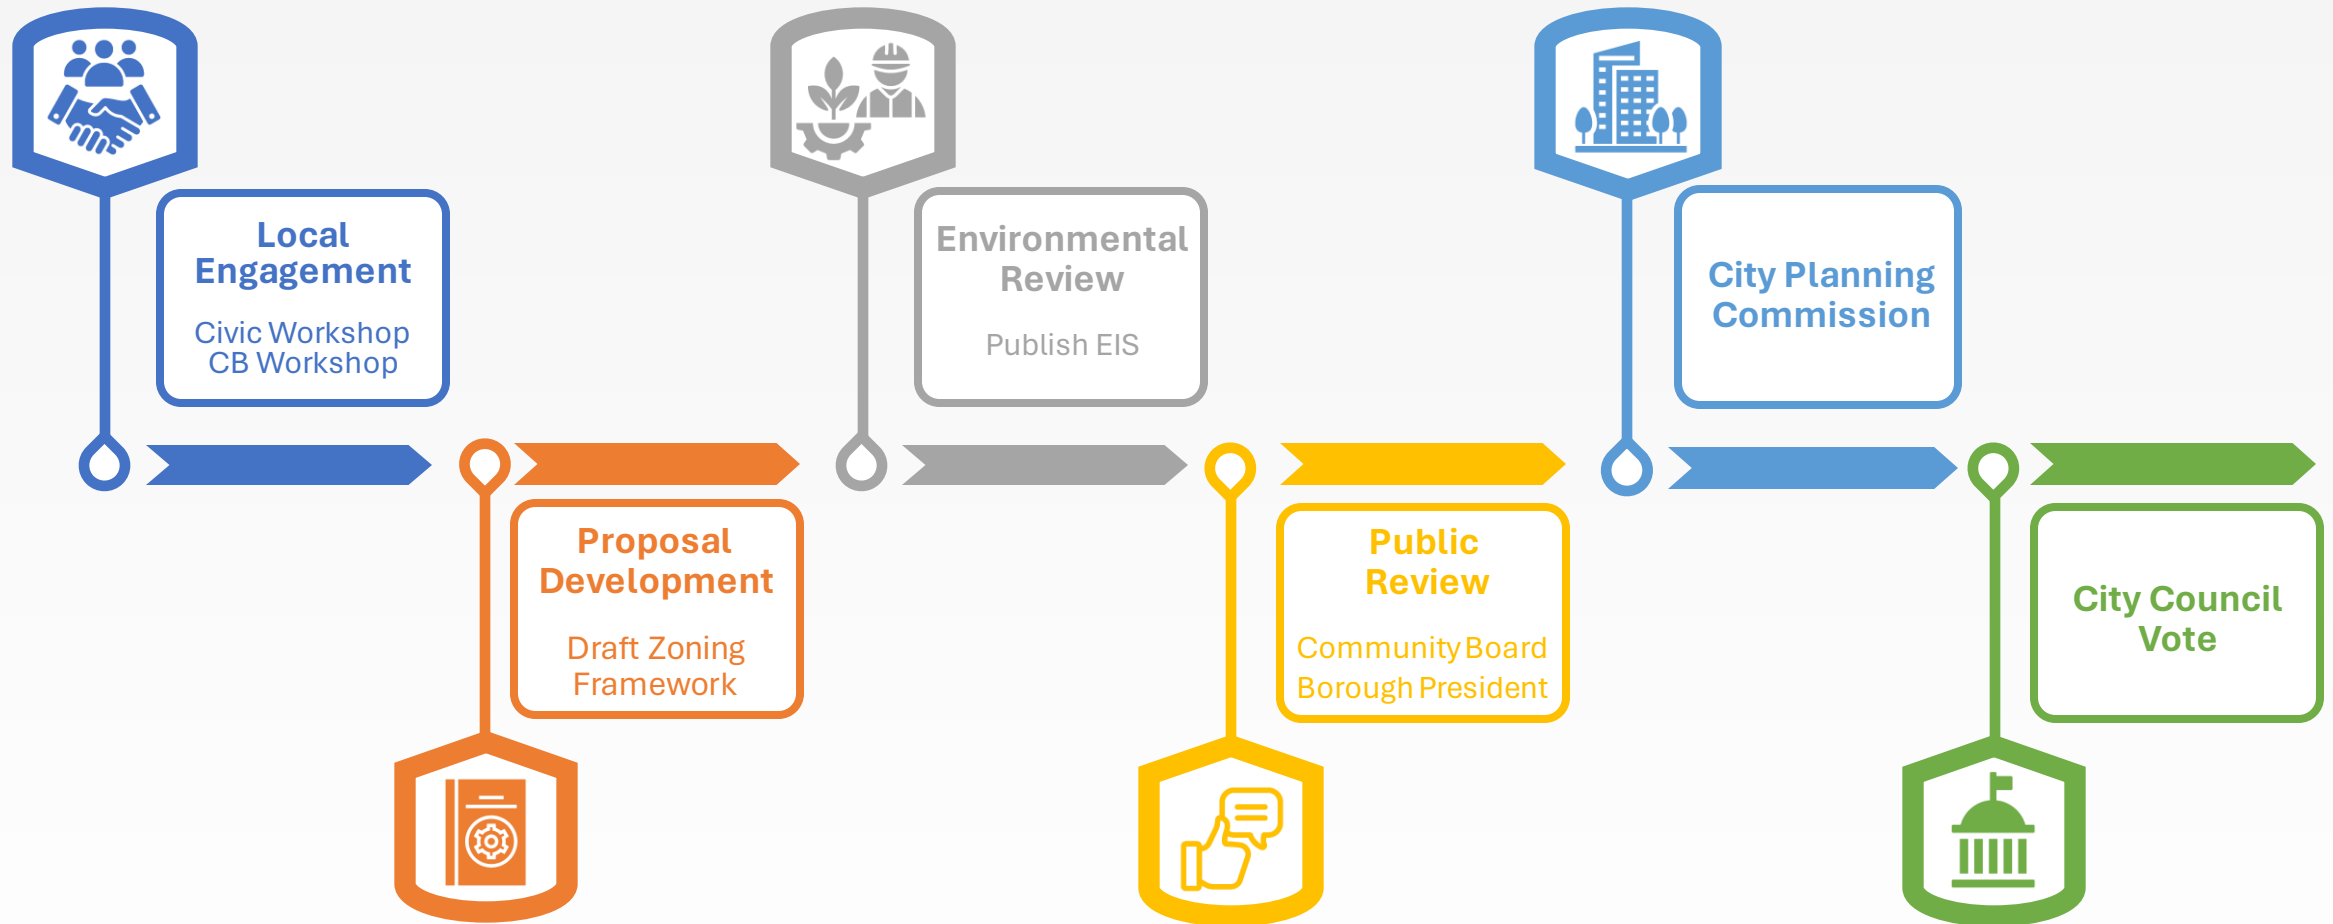 Local
Engagement
Civic Workshop
CB Workshop
Proposal
Development
Draft Zoning
Framework
Environmental
Review
Publish EIS
Public
Review
Community Board
Borough President
City Planning
Commission
City Council
Vote